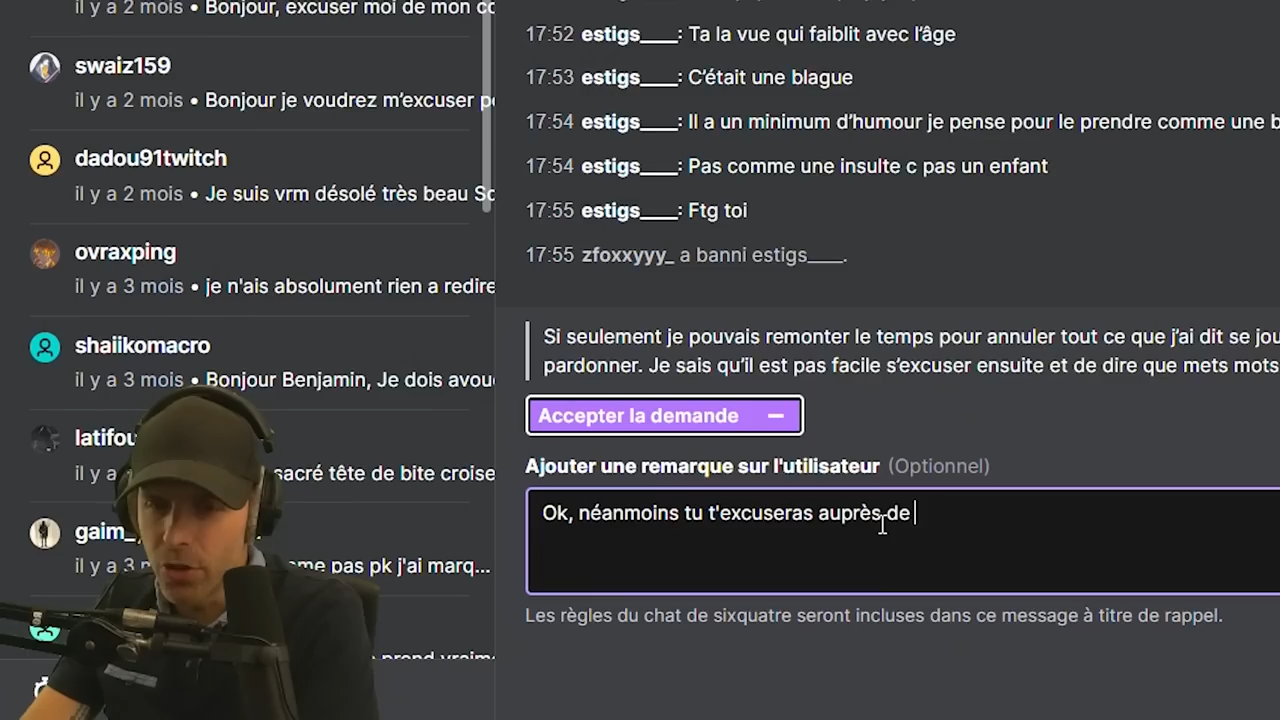 il y a 2 mois • Bonjour, excuser moi de mon co
swaiz159
il y a 2 mois • Bonjour je voudrez m’excuser p
dadou91twitch
il y a 2 mois • Je suis vrm désolé très beau
ovraxping
il y a 3 mois • je n'ais absolument rien a redire
shaiikomacro
il y a 3 mois • Bonjour Benjamin, Je dois avou
latifou
il y a sacré tête de bite croise
gaim_
il y a 3 me pas pk j'ai marq...
prend vraime
17:52 estigs____: Ta la vue qui faiblit avec l’âge
17:53 estigs____: C’était une blague
17:54 estigs____: Il a un minimum d’humour je pense pour le prendre comme une b
17:54 estigs____: Pas comme une insulte c pas un enfant
17:55 estigs____: Ftg toi
17:55 zfoxxyyy_ a banni estigs____.
Si seulement je pouvais remonter le temps pour annuler tout ce que j’ai dit se jou
pardonner. Je sais qu’il est pas facile s’excuser ensuite et de dire que mets mots
Accepter la demande
Ajouter une remarque sur l'utilisateur (Optionnel)
Ok, néanmoins tu t'excuseras auprès de
Les règles du chat de sixquatre seront incluses dans ce message à titre de rappel.